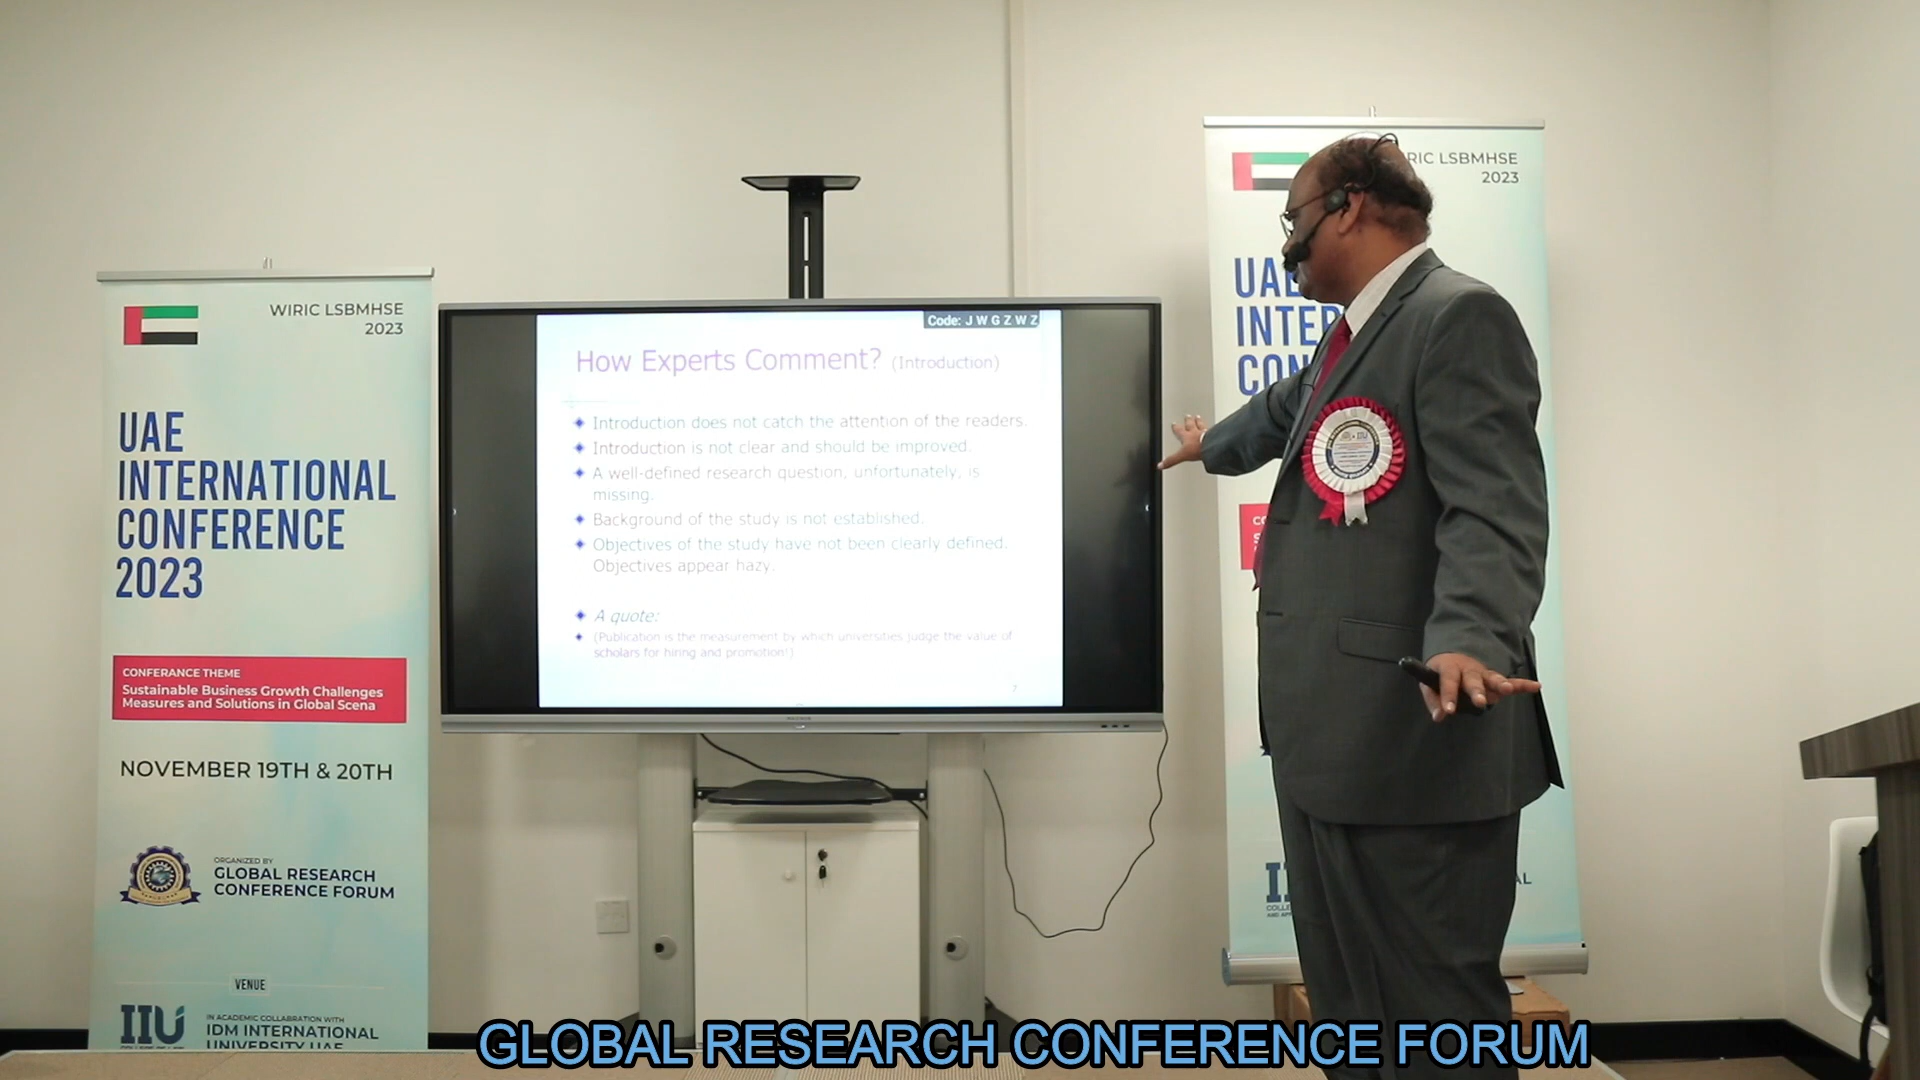 WIRIC LSBMHSE
2023
UAE
INTERNATIONAL
CONFERENCE
2023
CONFERANCE THEME
Sustainable Business Growth Challenges
Measures and Solutions in Global Scena
NOVEMBER 19TH & 20TH
ORGANIZED BY
GLOBAL RESEARCH
CONFERENCE FORUM
VENUE
IIU
IN ACADEMIC COLLABRATION WITH
IDM INTERNATIONAL
UNIVERSITY UAE
Code: J W G Z W Z
How Experts Comment? (Introduction)
Introduction does not catch the attention of the readers.
Introduction is not clear and should be improved.
A well-defined research question, unfortunately, is
missing.
Background of the study is not established.
Objectives of the study have not been clearly defined.
Objectives appear hazy.
A quote:
(Publication is the measurement by which universities judge the value of
scholars for hiring and promotion!)
7
RIC LSBMHSE
2023
UAE
INTER
CON
GLOBAL RESEARCH CONFERENCE FORUM